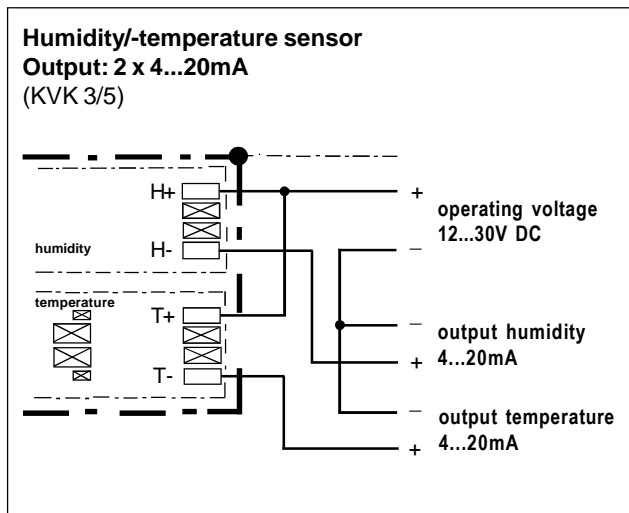 Humidity/-temperature sensor
Output: 2 x 4...20mA
(KVK 3/5)
H+
+
operating voltage
12...30V DC
humidity
H-
–
temperature
T+
–
output humidity
4...20mA
+
T-
–
output temperature
4...20mA
+